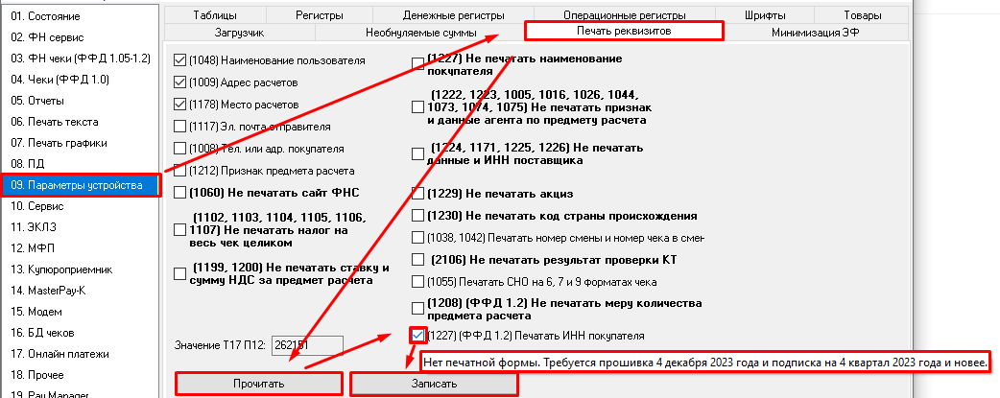 01. Состояние
02. ФН сервис
03. ФН чеки (ФФД 1.05-1.2)
04. Чеки (ФФД 1.0)
05. Отчеты
06. Печать текста
07. Печать графики
08. ПД
09. Параметры устройства
10. Сервис
11. ЭКЛЗ
12. МФП
13. Купюроприемник
14. MasterPay-K
15. Модем
16. БД чеков
17. Онлайн платежи
18. Прочее
19. Pay Manager
Таблицы Регистры Денежные регистры Операционные регистры Шрифты Товары
Загрузчик Необнуляемые суммы Печать реквизитов Минимизация ЭФ
(1048) Наименование пользователя
(1009) Адрес расчетов
(1178) Место расчетов
(1117) Эл. почта отправителя
(1008) Тел. или адр. покупателя
(1212) Признак предмета расчета
(1060) Не печатать сайт ФНС
(1102, 1103, 1104, 1105, 1106,
1107) Не печатать налог на
весь чек целиком
(1199, 1200) Не печатать ставку и
сумму НДС за предмет расчета
(1227) Не печатать наименование
покупателя
(1222, 1223, 1005, 1016, 1026, 1044,
1073, 1074, 1075) Не печатать признак
и данные агента по предмету расчета
(1224, 1171, 1225, 1226) Не печатать
данные и ИНН поставщика
(1229) Не печатать акциз
(1230) Не печатать код страны происхождения
(1038, 1042) Печатать номер смены и номер чека в смен
(2106) Не печатать результат проверки КТ
(1055) Печатать СНО на 6, 7 и 9 форматах чека
(1208) (ФФД 1.2) Не печатать меру количества
предмета расчета
(1227) (ФФД 1.2) Печатать ИНН покупателя
Значение Т17 П12: 262151
Нет печатной формы. Требуется прошивка 4 декабря 2023 года и подписка на 4 квартал 2023 года и новее.
Прочитать Записать